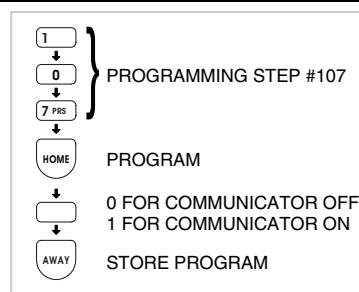 1
0
PROGRAMMING STEP #107
7 PRS
HOME
PROGRAM
0 FOR COMMUNICATOR OFF
1 FOR COMMUNICATOR ON
AWAY
STORE PROGRAM